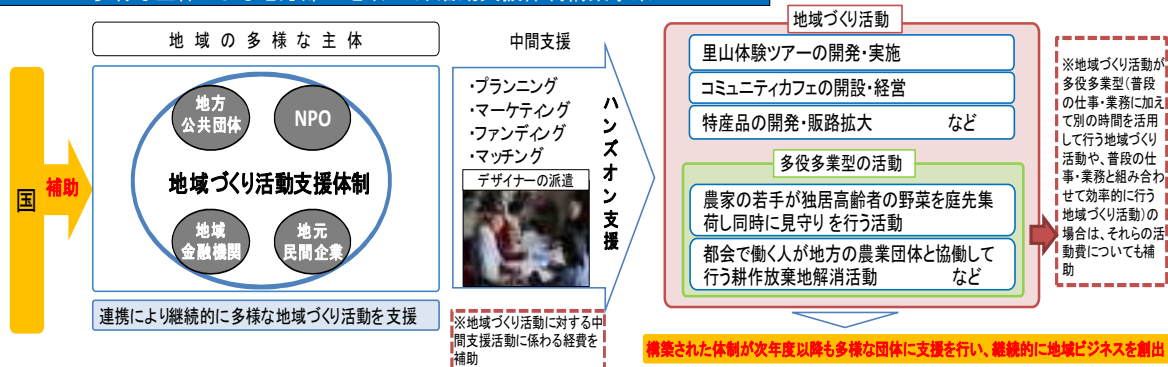 地域の多様な主体
国
補助
地方
公共団体
NPO
地域づくり活動支援体制
地域
金融機関
地元
民間企業
連携により継続的に多様な地域づくり活動を支援
中間支援
・プランニング
・マーケティング
・ファンディング
・マッチング
デザイナーの派遣
ハンズオン支援
※地域づくり活動に対する中
間支援活動に係わる経費を
補助
地域づくり活動
里山体験ツアーの開発・実施
コミュニティカフェの開設・経営
特産品の開発・販路拡大 など
多役多業型の活動
農家の若手が独居高齢者の野菜を庭先集
荷し同時に見守りを行う活動
都会で働く人が地方の農業団体と協働して
行う耕作放棄地解消活動 など
※地域づくり活動が
多役多業型(普段
の仕事・業務に加え
て別の時間を活用
して行う地域づくり
活動や、普段の仕
事・業務と組み合わ
せて効率的に行う
地域づくり活動)の
場合は、それらの活
動費についても補
助
構築された体制が次年度以降も多様な団体に支援を行い、継続的に地域ビジネスを創出